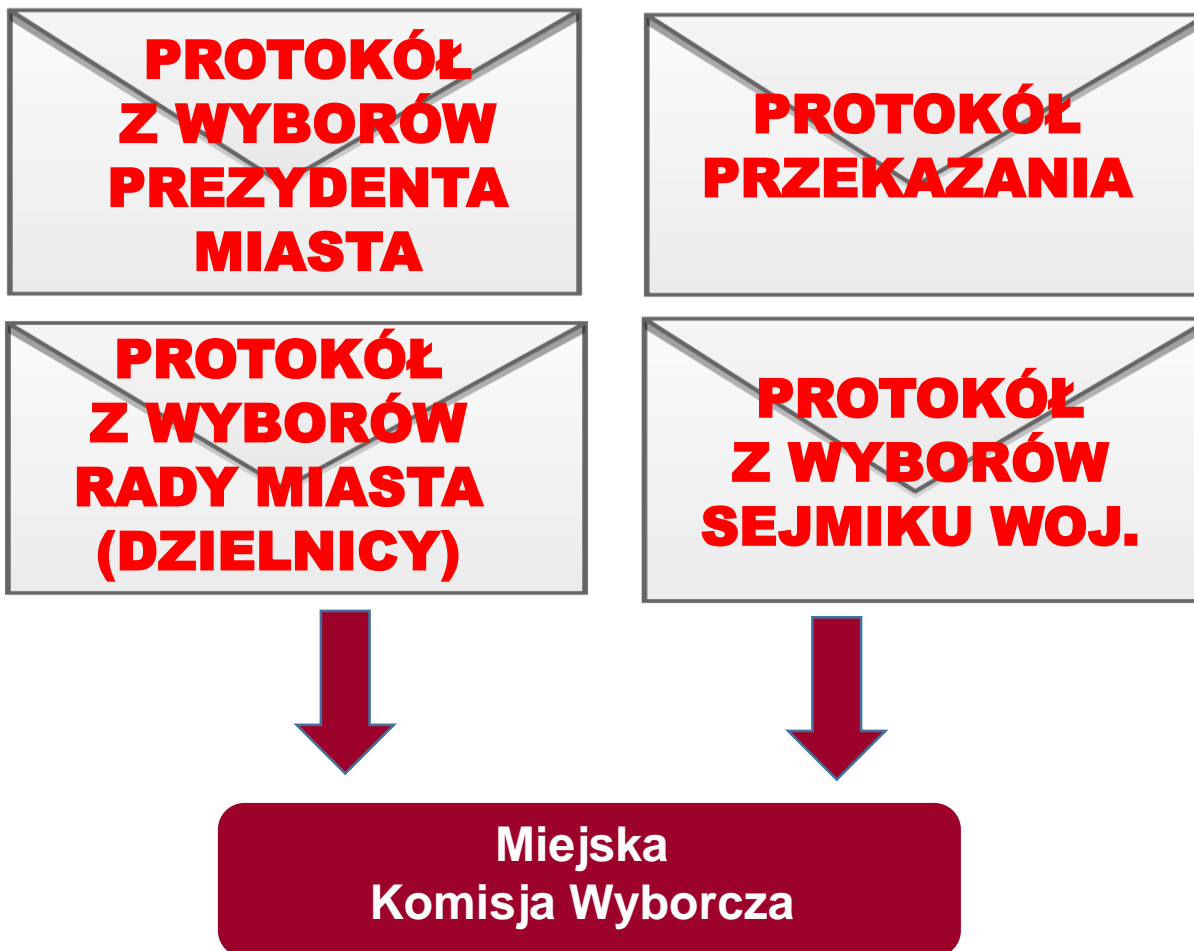 PROTOKÓŁ
Z WYBORÓW
PREZYDENTA
MIASTA
PROTOKÓŁ
PRZEKAZANIA
PROTOKÓŁ
Z WYBORÓW
RADY MIASTA
(DZIELNICY)
PROTOKÓŁ
Z WYBORÓW
SEJMIKU WOJ.
Miejska
Komisja Wyborcza